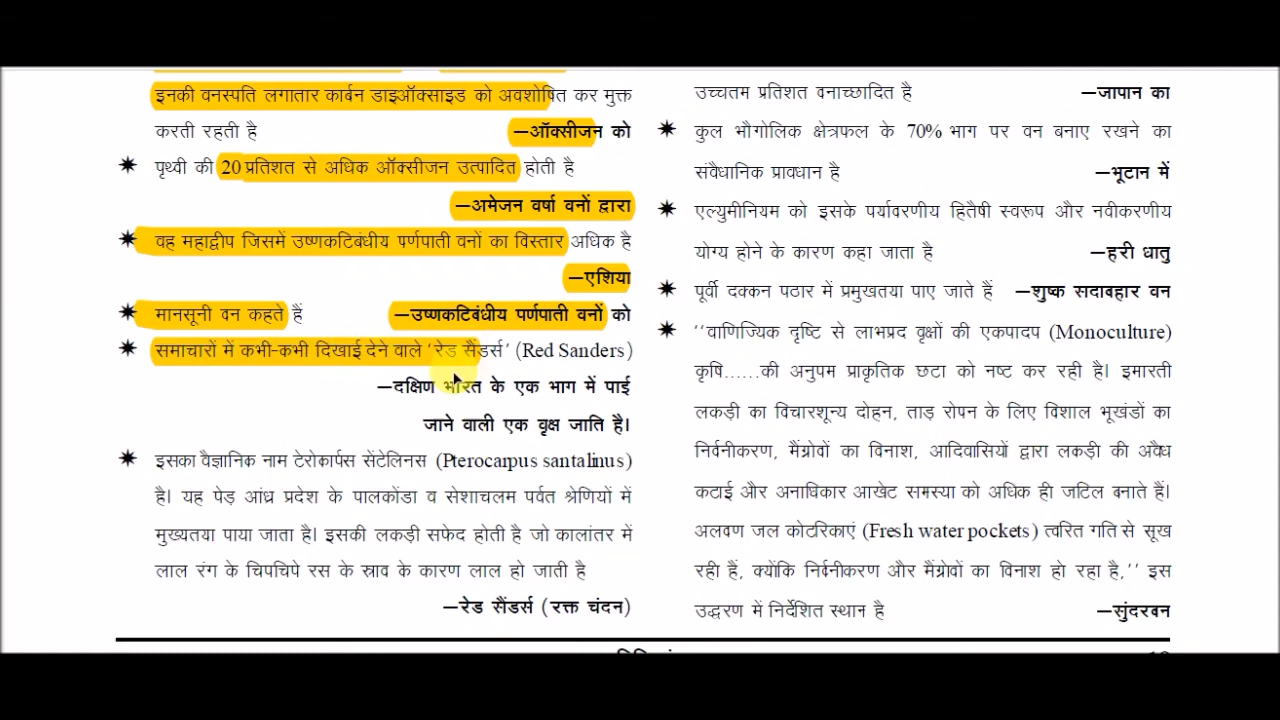 इनकी वनस्पति लगातार कार्बन डाइऑक्साइड को अवशोषित कर मुक्त
करती रहती है —ऑक्सीजन को
✷ पृथ्वी की 20 प्रतिशत से अधिक ऑक्सीजन उत्पादित होती है
—अमेजन वर्षा वनों द्वारा
✷ वह महाद्वीप जिसमें उष्णकटिबंधीय पर्णपाती वनों का विस्तार अधिक है
—एशिया
✷ मानसूनी वन कहते हैं —उष्णकटिबंधीय पर्णपाती वनों को
✷ समाचारों में कभी-कभी दिखाई देने वाले 'रेड सैंडर्स' (Red Sanders)
—दक्षिण भारत के एक भाग में पाई
जाने वाली एक वृक्ष जाति है।
✷ इसका वैज्ञानिक नाम टेरोकार्पस सेंटेलिनस (Pterocarpus santalinus)
है। यह पेड़ आंध्र प्रदेश के पालकोंडा व सेशाचलम पर्वत श्रेणियों में
मुख्यतया पाया जाता है। इसकी लकड़ी सफेद होती है जो कालांतर में
लाल रंग के चिपचिपे रस के स्राव के कारण लाल हो जाती है
—रेड सैंडर्स (रक्त चंदन)
उच्चतम प्रतिशत वनाच्छादित है —जापान का
✷ कुल भौगोलिक क्षेत्रफल के 70% भाग पर वन बनाए रखने का
संवैधानिक प्रावधान है —भूटान में
✷ एल्युमीनियम को इसके पर्यावरणीय हितैषी स्वरूप और नवीकरणीय
योग्य होने के कारण कहा जाता है —हरी धातु
✷ पूर्वी दक्कन पठार में प्रमुखतया पाए जाते हैं —शुष्क सदाबहार वन
✷ ''वाणिज्यिक दृष्टि से लाभप्रद वृक्षों की एकपादप (Monoculture)
कृषि......की अनुपम प्राकृतिक छटा को नष्ट कर रही है। इमारती
लकड़ी का विचारशून्य दोहन, ताड़ रोपन के लिए विशाल भूखंडों का
निर्वनीकरण, मैंग्रोवों का विनाश, आदिवासियों द्वारा लकड़ी की अवैध
कटाई और अनाधिकार आखेट समस्या को अधिक ही जटिल बनाते हैं।
अलवण जल कोटरिकाएं (Fresh water pockets) त्वरित गति से सूख
रही हैं, क्योंकि निर्वनीकरण और मैंग्रोवों का विनाश हो रहा है,'' इस
उद्धरण में निर्देशित स्थान है —सुंदरबन